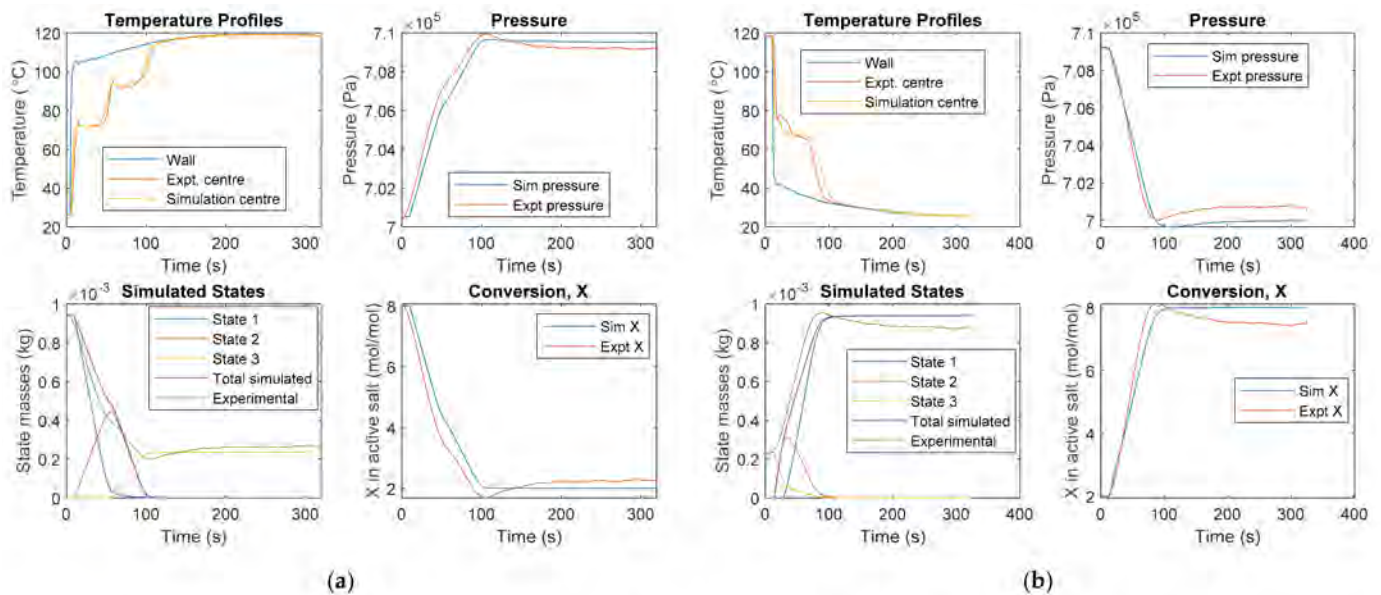 Temperature Profiles
Temperature (°C)
120
100
80
60
40
20
Wall
Expt. centre
Simulation centre
0
100
200
300
Time (s)
×10⁵
Pressure
Pressure (Pa)
7.1
7.08
7.06
7.04
7.02
7
Sim pressure
Expt pressure
0
100
200
300
Time (s)
Temperature Profiles
Temperature (°C)
120
100
80
60
40
20
Wall
Expt. centre
Simulation centre
0
100
200
300
400
Time (s)
×10⁵
Pressure
Pressure (Pa)
7.1
7.08
7.06
7.04
7.02
7
Sim pressure
Expt pressure
0
100
200
300
400
Time (s)
×10⁻³
Simulated States
State masses (kg)
1
0.8
0.6
0.4
0.2
0
State 1
State 2
State 3
Total simulated
Experimental
0
100
200
300
Time (s)
Conversion, X
X in active salt (mol/mol)
8
6
4
2
Sim X
Expt X
0
100
200
300
Time (s)
×10⁻³
Simulated States
State masses (kg)
1
0.8
0.6
0.4
0.2
0
State 1
State 2
State 3
Total simulated
Experimental
0
100
200
300
400
Time (s)
Conversion, X
X in active salt (mol/mol)
8
6
4
2
Sim X
Expt X
0
100
200
300
400
Time (s)
(a)
(b)